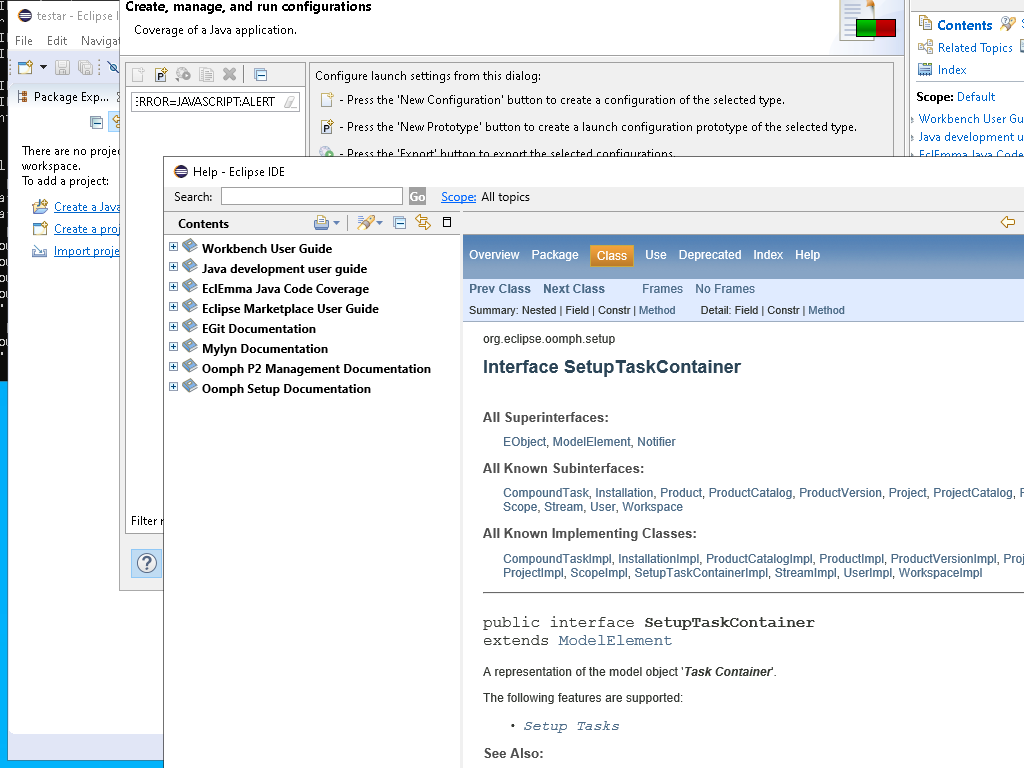 Create, manage, and run configurations
testar - Eclipse
Coverage of a Java application.
File Edit
Contents
Related Topics
Index
Package Exp...
Configure launch settings from this dialog:
ERROR=JAVASCRIPT:ALERT
- Press the 'New Configuration' button to create a configuration of the selected type.
- Press the 'New Prototype' button to create a launch configuration prototype of the selected type.
- Press the 'Export' button to export the selected configurations.
Scope: Default
Workbench User Gu
Java development u
EclEmma Java Code
There are no projec
workspace.
To add a project:
Create a Java
Create a proj
Import proje
Filter
Help - Eclipse IDE
Search: Go Scope: All topics
Contents
Workbench User Guide
Java development user guide
EclEmma Java Code Coverage
Eclipse Marketplace User Guide
EGit Documentation
Mylyn Documentation
Oomph P2 Management Documentation
Oomph Setup Documentation
Overview Package Class Use Deprecated Index Help
Prev Class Next Class Frames No Frames
Summary: Nested | Field | Constr | Method Detail: Field | Constr | Method
org.eclipse.oomph.setup
Interface SetupTaskContainer
All Superinterfaces:
EObject, ModelElement, Notifier
All Known Subinterfaces:
CompoundTask, Installation, Product, ProductCatalog, ProductVersion, Project, ProjectCatalog,
Scope, Stream, User, Workspace
All Known Implementing Classes:
CompoundTaskImpl, InstallationImpl, ProductCatalogImpl, ProductImpl, ProductVersionImpl, Proj
ProjectImpl, ScopeImpl, SetupTaskContainerImpl, StreamImpl, UserImpl, WorkspaceImpl
public interface SetupTaskContainer
extends ModelElement
A representation of the model object 'Task Container'.
The following features are supported:
• Setup Tasks
See Also: